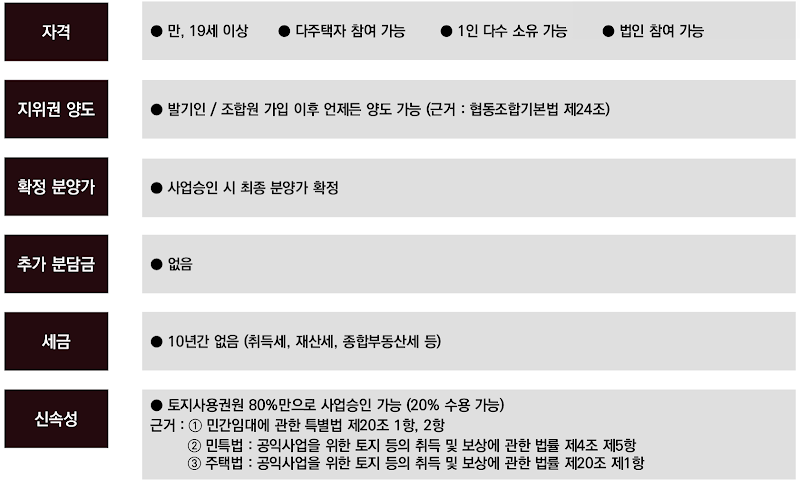 자격
● 만, 19세 이상 ● 다주택자 참여 가능 ● 1인 다수 소유 가능 ● 법인 참여 가능
지위권 양도
● 발기인 / 조합원 가입 이후 언제든 양도 가능 (근거 : 협동조합기본법 제24조)
확정 분양가
● 사업승인 시 최종 분양가 확정
추가 분담금
● 없음
세금
● 10년간 없음 (취득세, 재산세, 종합부동산세 등)
신속성
● 토지사용권원 80%만으로 사업승인 가능 (20% 수용 가능)
근거 : ① 민간임대에 관한 특별법 제20조 1항, 2항
② 민특법 : 공익사업을 위한 토지 등의 취득 및 보상에 관한 법률 제4조 제5항
③ 주택법 : 공익사업을 위한 토지 등의 취득 및 보상에 관한 법률 제20조 제1항